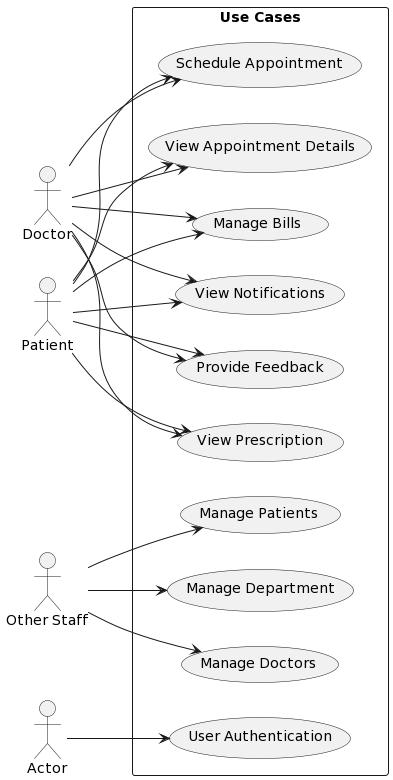 Use Cases
Schedule Appointment
View Appointment Details
Doctor
Manage Bills
View Notifications
Patient
Provide Feedback
View Prescription
Manage Patients
Manage Department
Other Staff
Manage Doctors
User Authentication
Actor